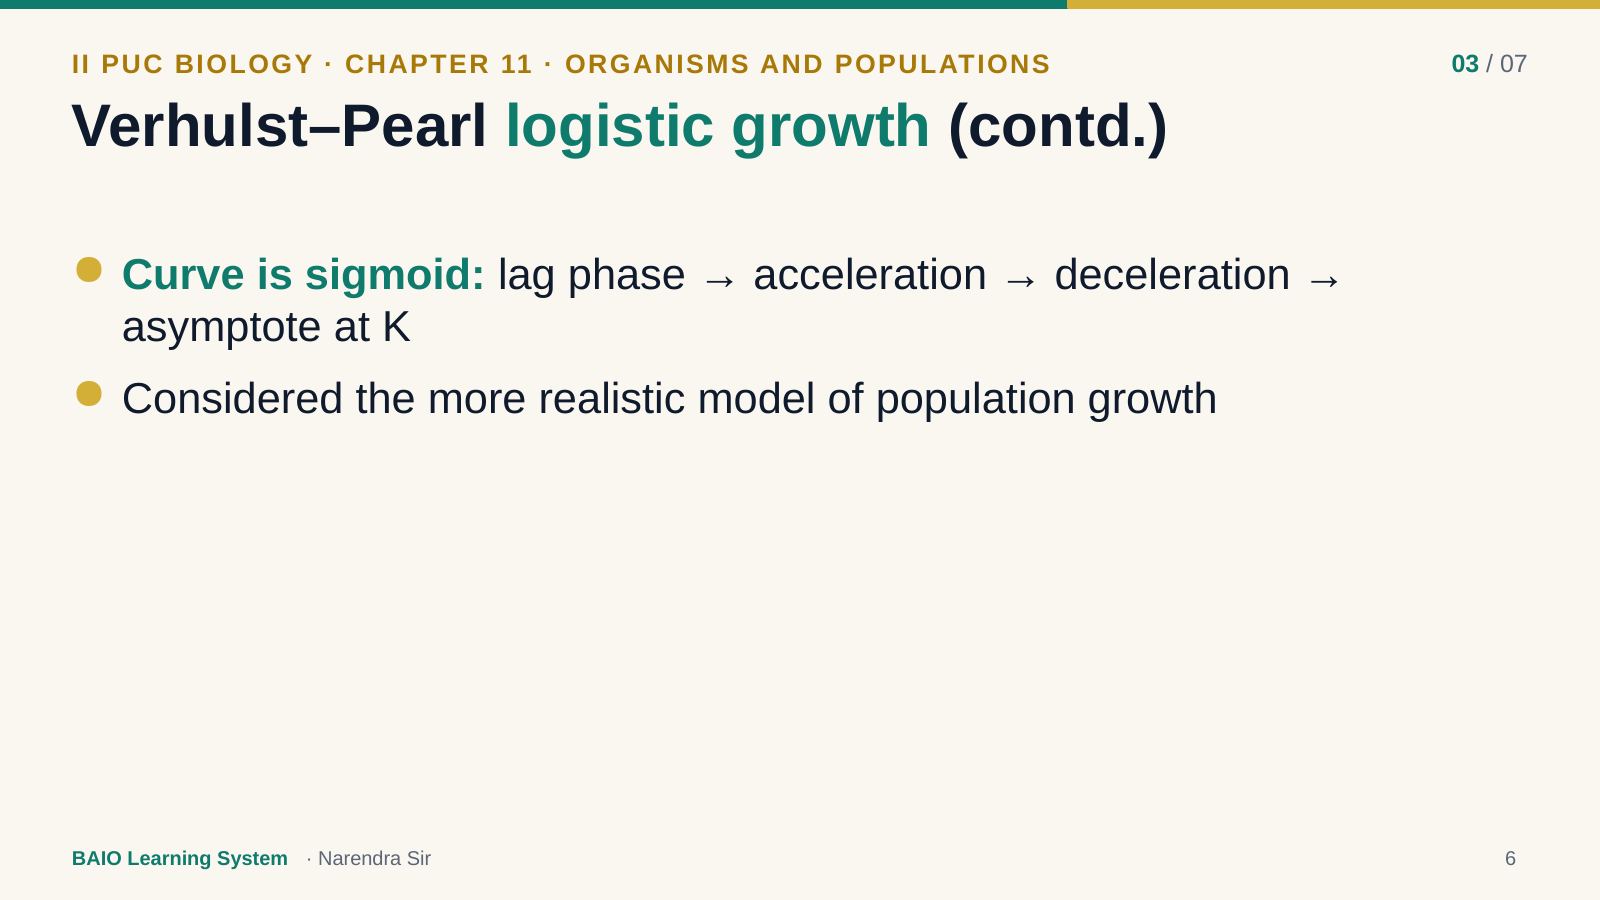 II PUC BIOLOGY · CHAPTER 11 · ORGANISMS AND POPULATIONS
03 / 07
Verhulst–Pearl logistic growth (contd.)
Curve is sigmoid: lag phase → acceleration → deceleration →
asymptote at K
Considered the more realistic model of population growth
BAIO Learning System · Narendra Sir
6